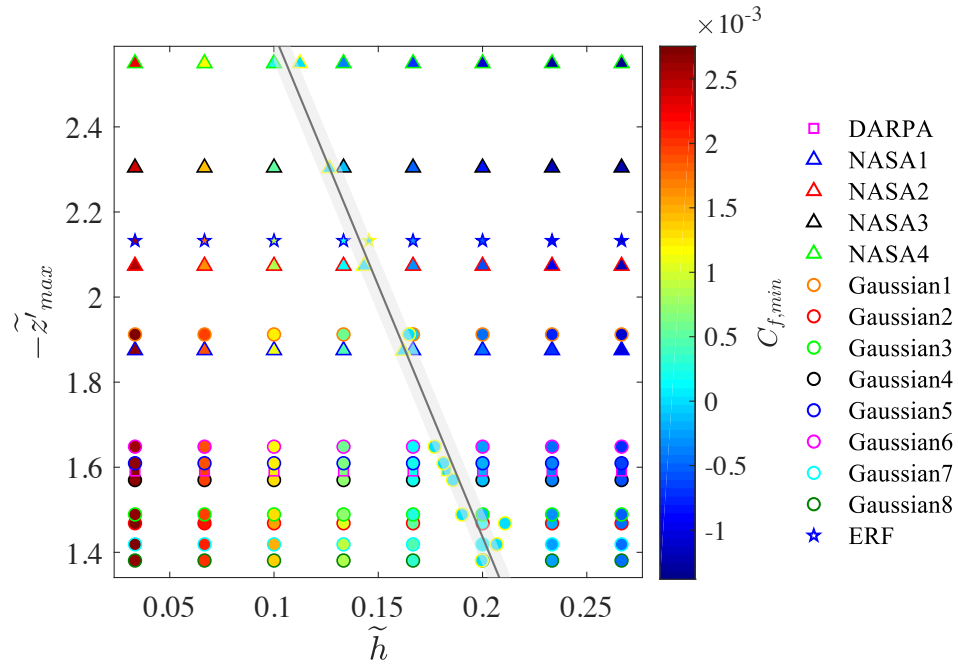 ×10⁻³
2.4
2.2
2
1.8
1.6
1.4
−z̃'max
0.05
0.1
0.15
0.2
0.25
h̃
2.5
2
1.5
1
0.5
0
-0.5
-1
Cf,min
DARPA
NASA1
NASA2
NASA3
NASA4
Gaussian1
Gaussian2
Gaussian3
Gaussian4
Gaussian5
Gaussian6
Gaussian7
Gaussian8
ERF